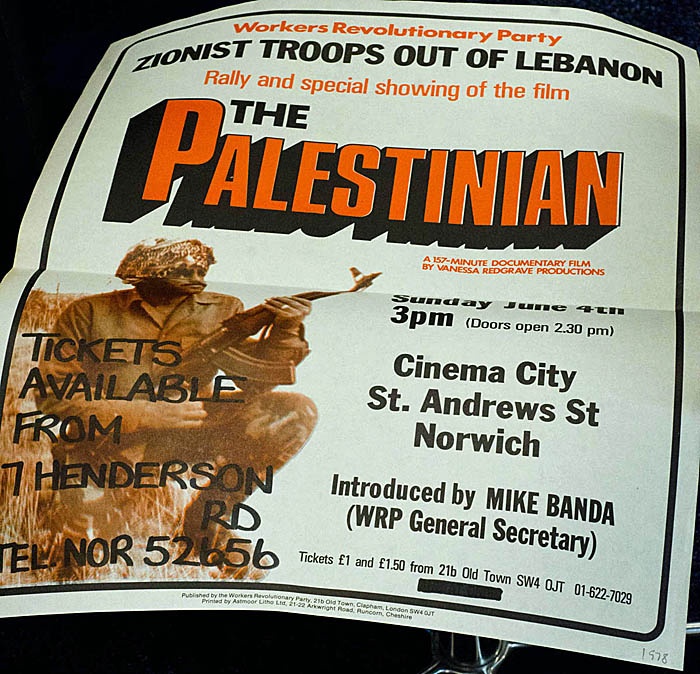 Workers Revolutionary Party
ZIONIST TROOPS OUT OF LEBANON
Rally and special showing of the film
THE
PALESTINIAN
A 157-MINUTE DOCUMENTARY FILM
BY VANESSA REDGRAVE PRODUCTIONS
Sunday June 4th
3pm (Doors open 2.30 pm)
Cinema City
St. Andrews St
Norwich
Introduced by MIKE BANDA
(WRP General Secretary)
Tickets £1 and £1.50 from 21b Old Town SW4 OJT 01-622-7029
TICKETS
AVAILABLE
FROM
7 HENDERSON
RD
TEL. NOR 52656
Published by the Workers Revolutionary Party, 21b Old Town, Clapham, London SW4 OJT
Printed by Astmoor Litho Ltd, 21-22 Arkwright Road, Runcorn, Cheshire
1978